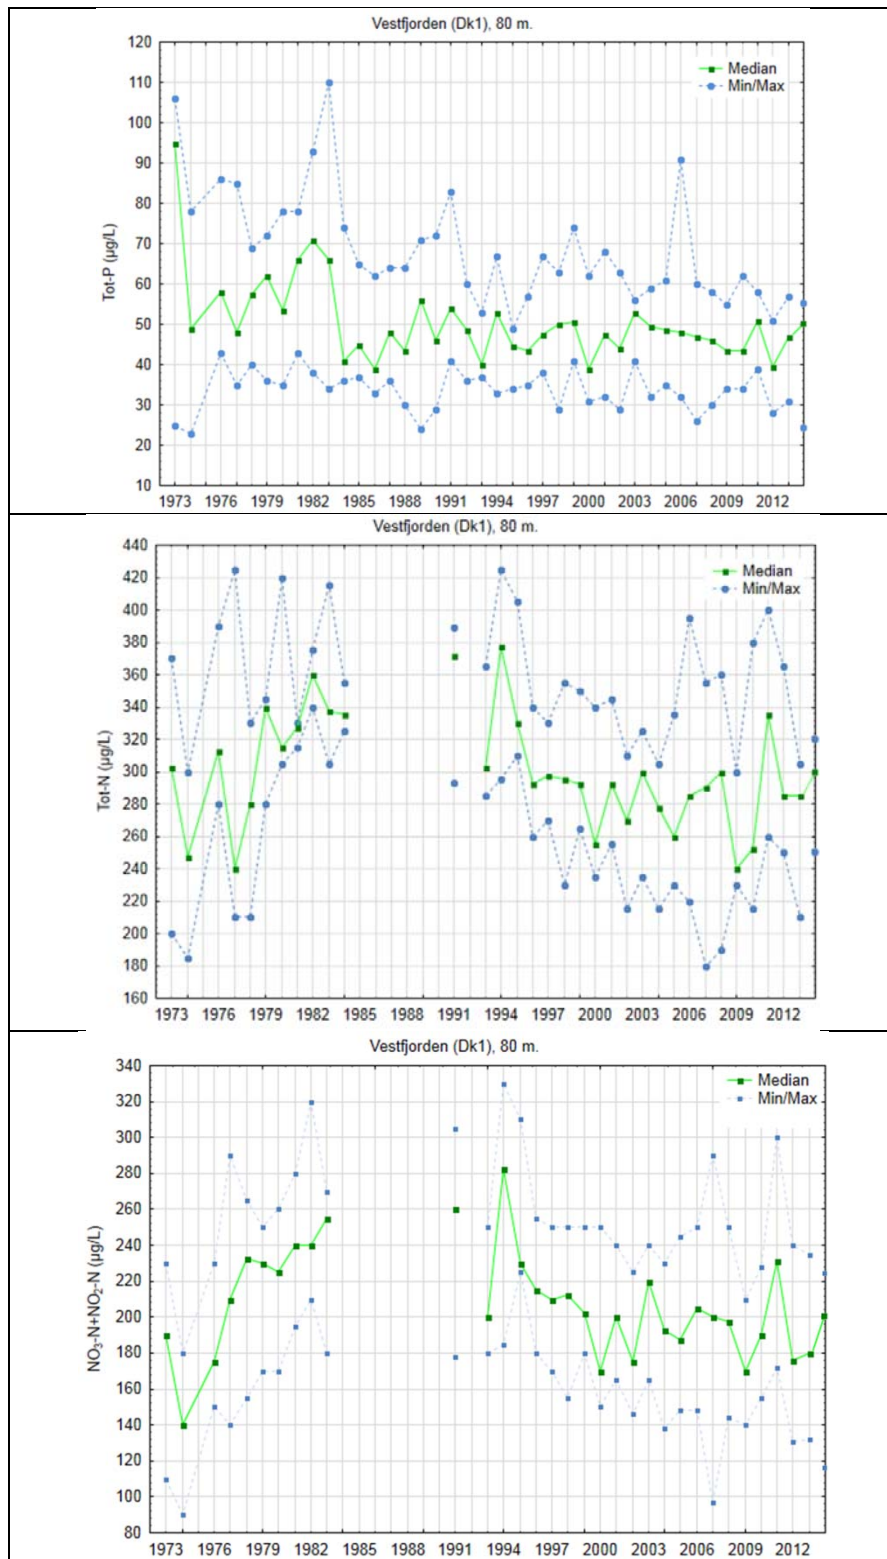 Vestfjorden (Dk1), 80 m.
120
110
100
90
80
70
60
50
40
30
20
10
Tot-P (µg/L)
Median
Min/Max
1973 1976 1979 1982 1985 1988 1991 1994 1997 2000 2003 2006 2009 2012
Vestfjorden (Dk1), 80 m.
440
420
400
380
360
340
320
300
280
260
240
220
200
180
160
Tot-N (µg/L)
Median
Min/Max
1973 1976 1979 1982 1985 1988 1991 1994 1997 2000 2003 2006 2009 2012
Vestfjorden (Dk1), 80 m.
340
320
300
280
260
240
220
200
180
160
140
120
100
80
NO₃-N+NO₂-N (µg/L)
Median
Min/Max
1973 1976 1979 1982 1985 1988 1991 1994 1997 2000 2003 2006 2009 2012